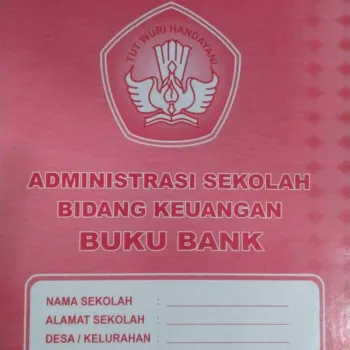 TUT WURI HANDAYANI
ADMINISTRASI SEKOLAH
BIDANG KEUANGAN
BUKU BANK
NAMA SEKOLAH :
ALAMAT SEKOLAH :
DESA / KELURAHAN :